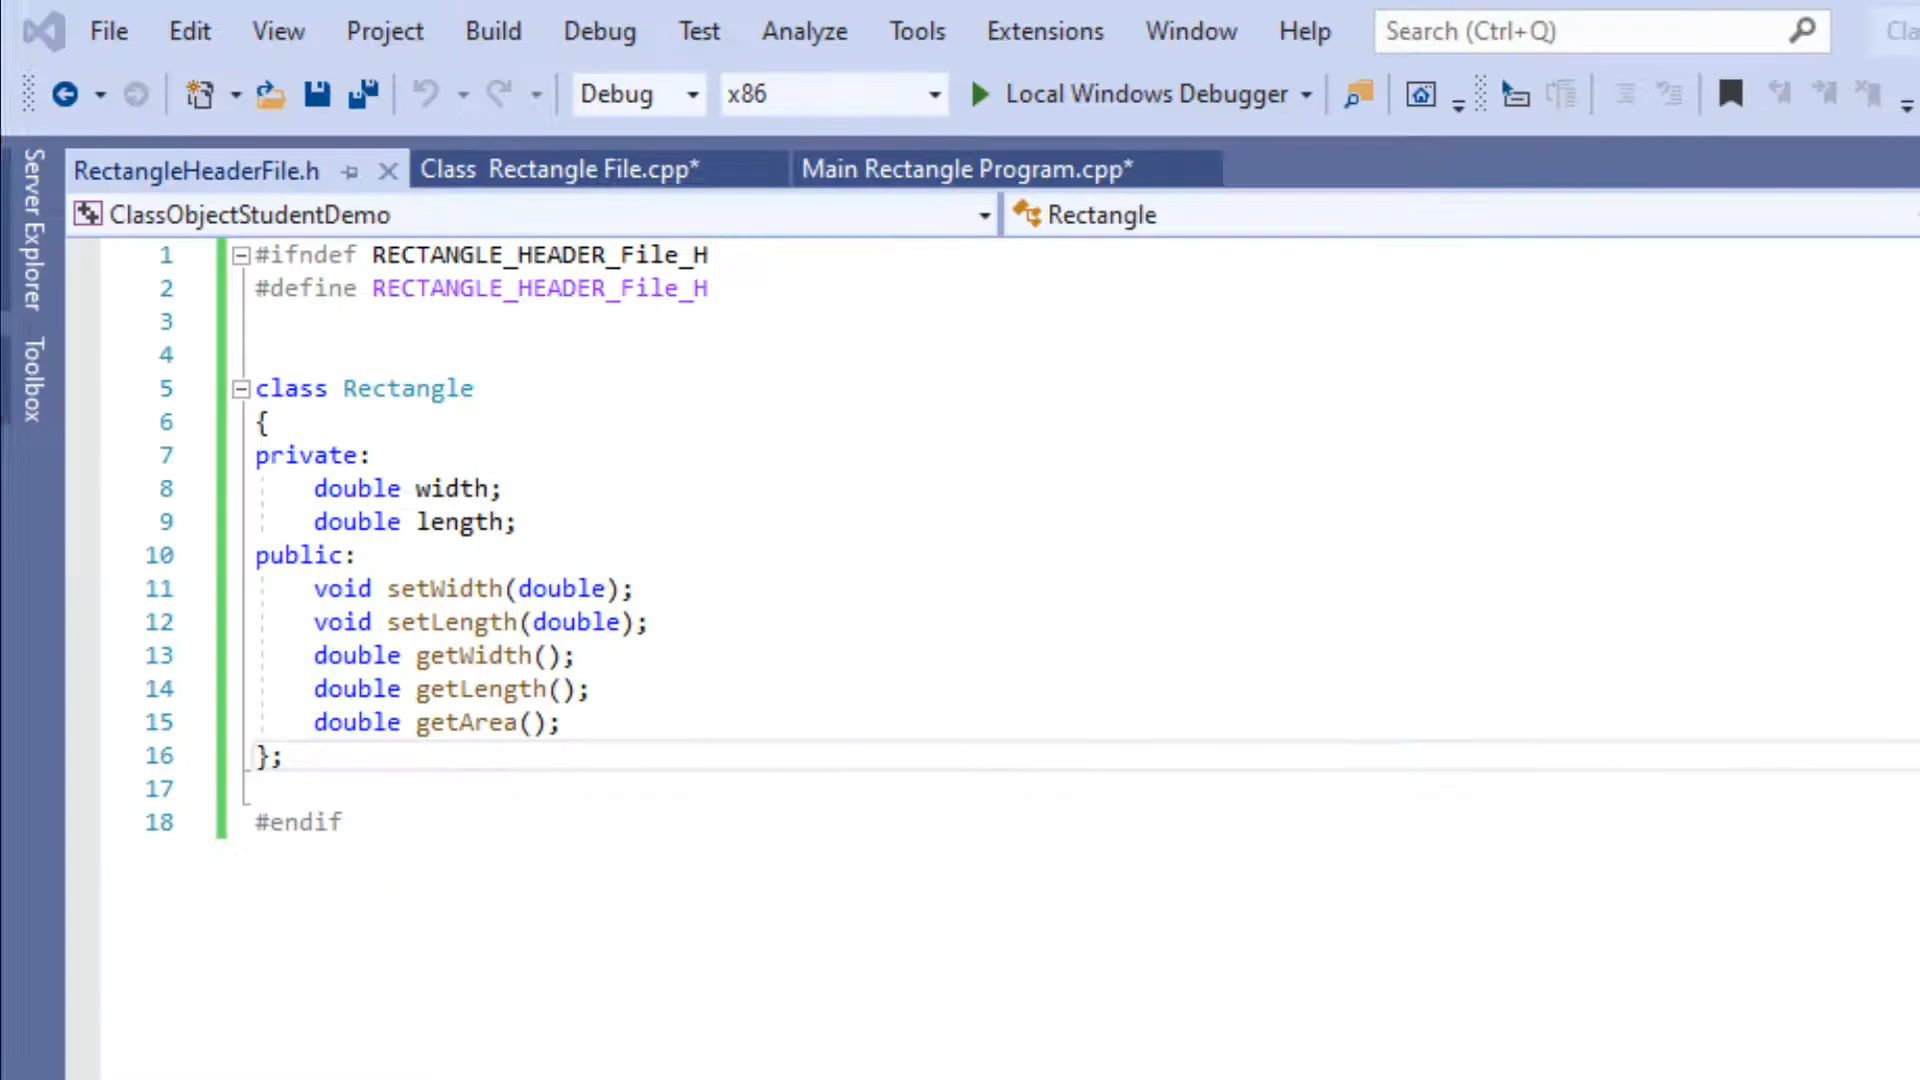 File Edit View Project Build Debug Test Analyze Tools Extensions Window Help Search (Ctrl+Q) Cla
Debug x86 Local Windows Debugger
Server Explorer
Toolbox
RectangleHeaderFile.h Class Rectangle File.cpp* Main Rectangle Program.cpp*
ClassObjectStudentDemo Rectangle
1 #ifndef RECTANGLE_HEADER_File_H
2 #define RECTANGLE_HEADER_File_H
3
4
5 class Rectangle
6 {
7 private:
8 double width;
9 double length;
10 public:
11 void setWidth(double);
12 void setLength(double);
13 double getWidth();
14 double getLength();
15 double getArea();
16 };
17
18 #endif